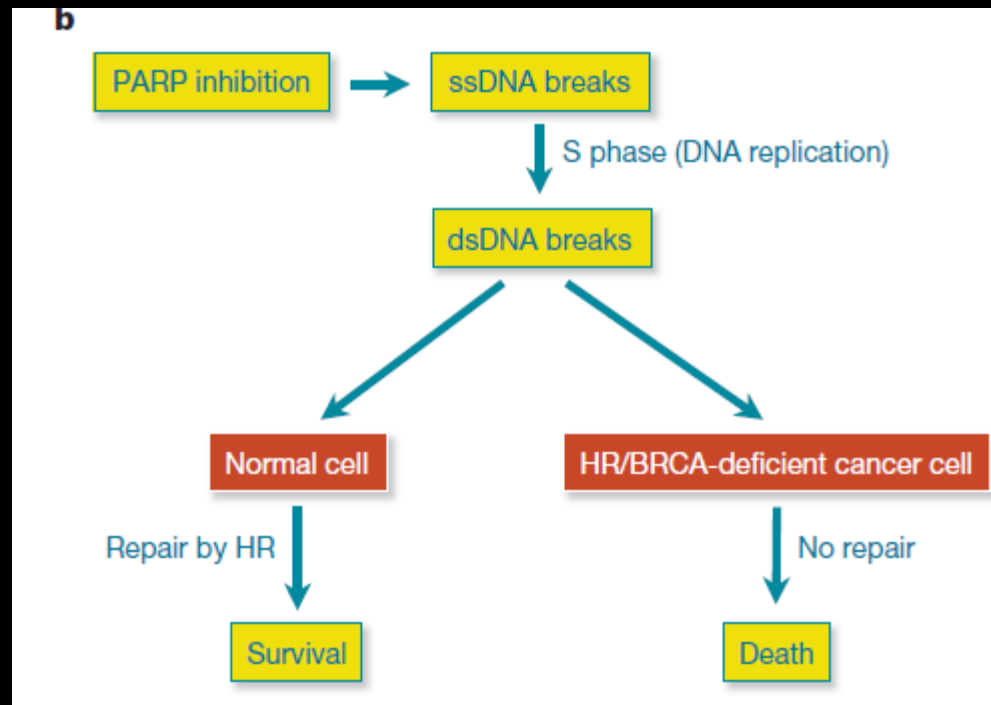 b
PARP inhibition
ssDNA breaks
S phase (DNA replication)
dsDNA breaks
Normal cell
HR/BRCA-deficient cancer cell
Repair by HR
No repair
Survival
Death